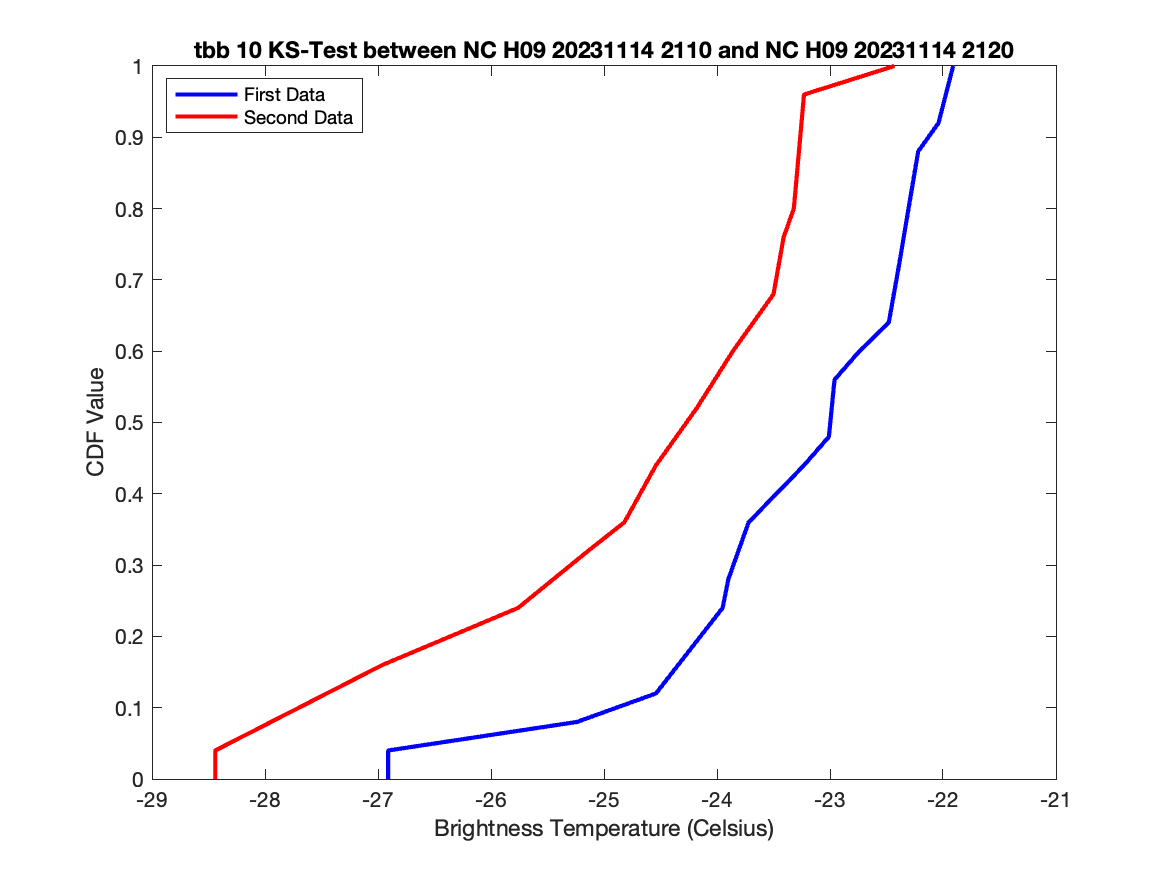 tbb 10 KS-Test between NC H09 20231114 2110 and NC H09 20231114 2120
First Data
Second Data
CDF Value
1
0.9
0.8
0.7
0.6
0.5
0.4
0.3
0.2
0.1
0
-29 -28 -27 -26 -25 -24 -23 -22 -21
Brightness Temperature (Celsius)